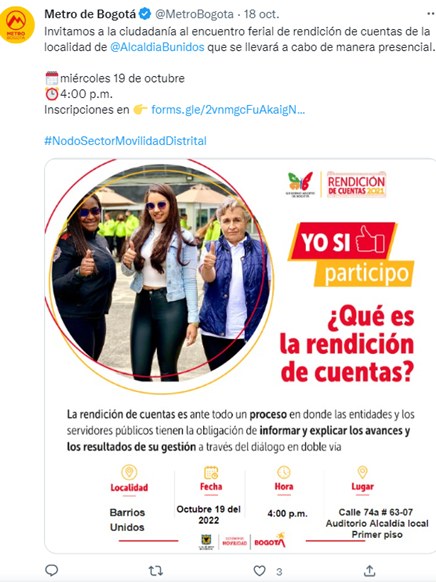 Metro de Bogotá @MetroBogota · 18 oct.
Invitamos a la ciudadanía al encuentro ferial de rendición de cuentas de la
localidad de @AlcaldiaBunidos que se llevará a cabo de manera presencial.
miércoles 19 de octubre
4:00 p.m.
Inscripciones en forms.gle/2vnmgcFuAkaigN...
#NodoSectorMovilidadDistrital
METRO
BOGOTÁ
RENDICIÓN
DE CUENTAS 2021
YO SI
participo
¿Qué es
la rendición
de cuentas?
La rendición de cuentas es ante todo un proceso en donde las entidades y los
servidores públicos tienen la obligación de informar y explicar los avances y
los resultados de su gestión a través del diálogo en doble vía
Localidad
Barrios
Unidos
Fecha
Octubre 19 del
2022
Hora
4:00 p.m.
Lugar
Calle 74a # 63-07
Auditorio Alcaldía local
Primer piso
MOVILIDAD
BOGOTÁ
3